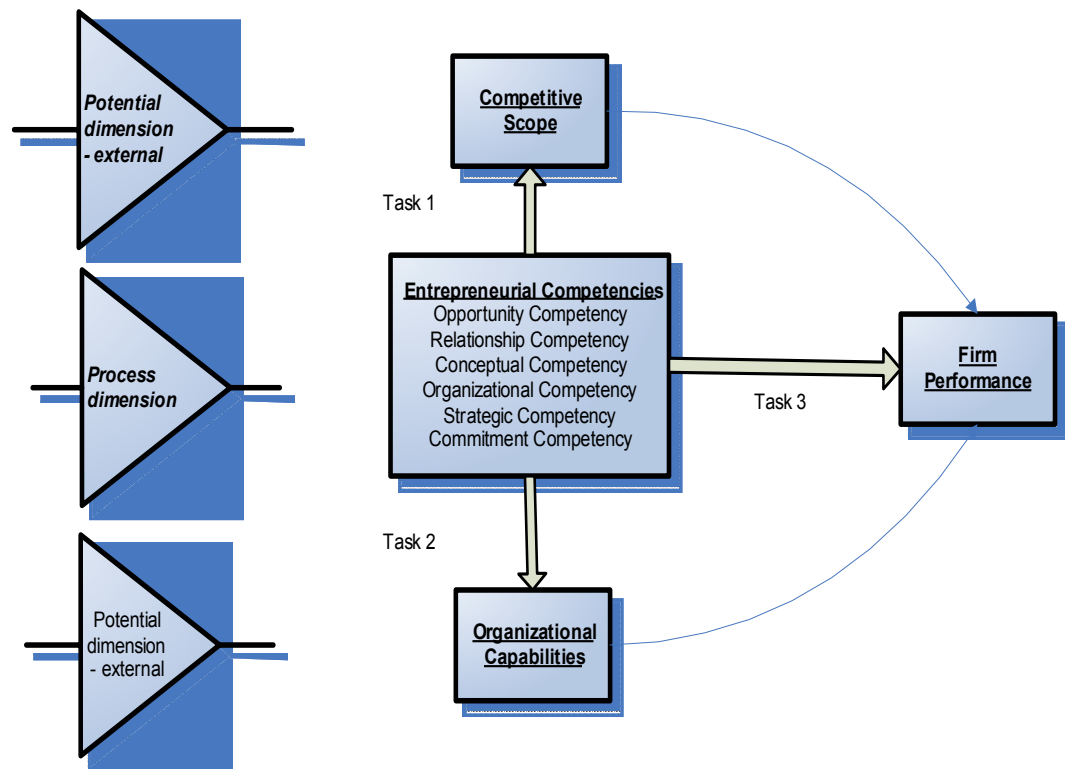 Potential
dimension
- external
Process
dimension
Potential
dimension
- external
Competitive
Scope
Task 1
Entrepreneurial Competencies
Opportunity Competency
Relationship Competency
Conceptual Competency
Organizational Competency
Strategic Competency
Commitment Competency
Task 3
Firm
Performance
Task 2
Organizational
Capabilities